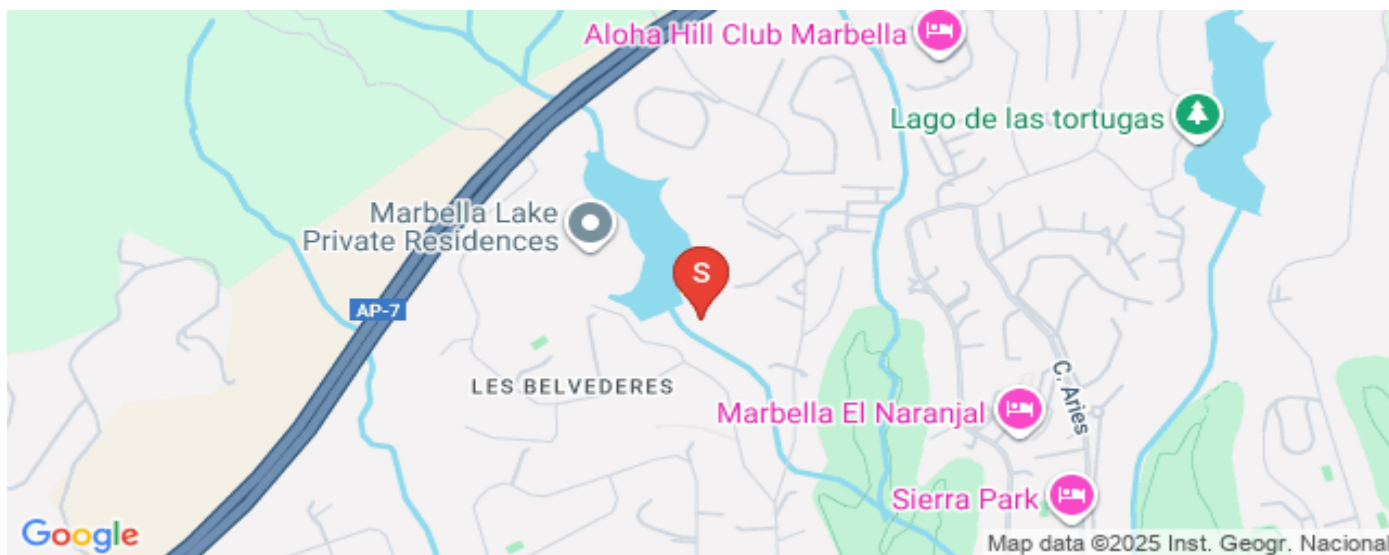 Aloha Hill Club Marbella
Lago de las tortugas
Marbella Lake
Private Residences
S
AP-7
LES BELVEDERES
C. Aries
Marbella El Naranjal
Sierra Park
Google
Map data ©2025 Inst. Geogr. Nacional